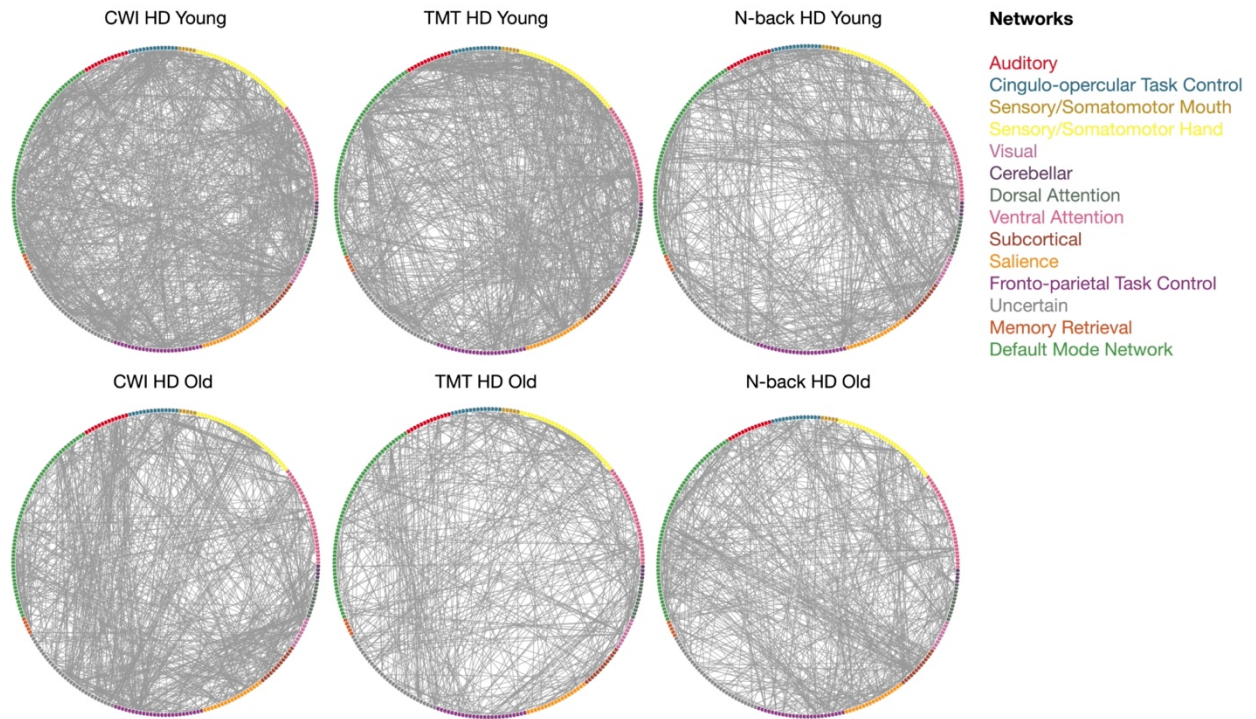 CWI HD Young
TMT HD Young
N-back HD Young
Networks
Auditory
Cingulo-opercular Task Control
Sensory/Somatomotor Mouth
Sensory/Somatomotor Hand
Visual
Cerebellar
Dorsal Attention
Ventral Attention
Subcortical
Salience
Fronto-parietal Task Control
Uncertain
Memory Retrieval
Default Mode Network
CWI HD Old
TMT HD Old
N-back HD Old